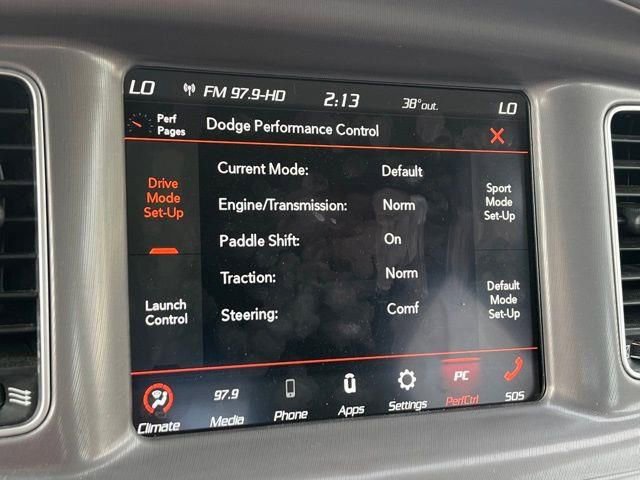 LO FM 97.9-HD 2:13 38°out. LO
Perf
Pages
Dodge Performance Control
Drive
Mode
Set-Up
Launch
Control
Current Mode: Default
Engine/Transmission: Norm
Paddle Shift: On
Traction: Norm
Steering: Comf
Sport
Mode
Set-Up
Default
Mode
Set-Up
Climate
97.9
Media
Phone
Apps
Settings
PC
PerfCtrl
SOS